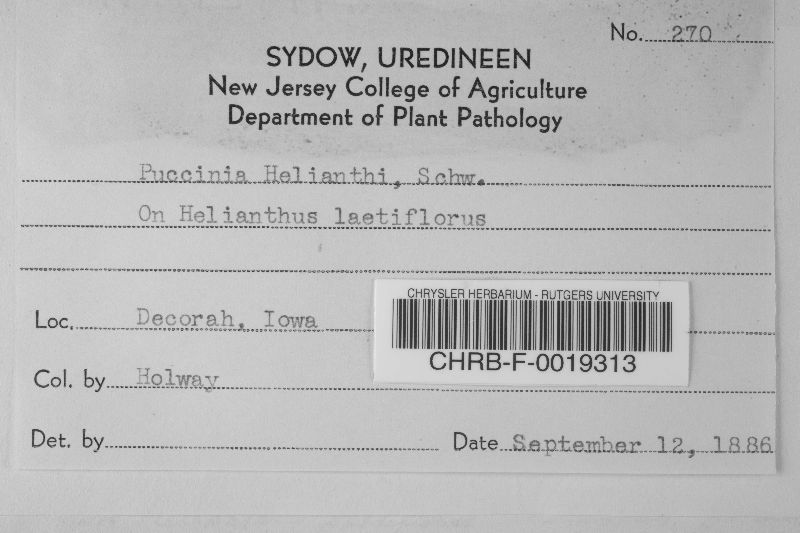 No. 270
SYDOW, UREDINEEN
New Jersey College of Agriculture
Department of Plant Pathology
Puccinia Helianthi, Schw.
On Helianthus laetiflorus
CHRYSLER HERBARIUM - RUTGERS UNIVERSITY
Loc. Decorah, Iowa
CHRB-F-0019313
Col. by Holway
Det. by
Date September 12, 1886